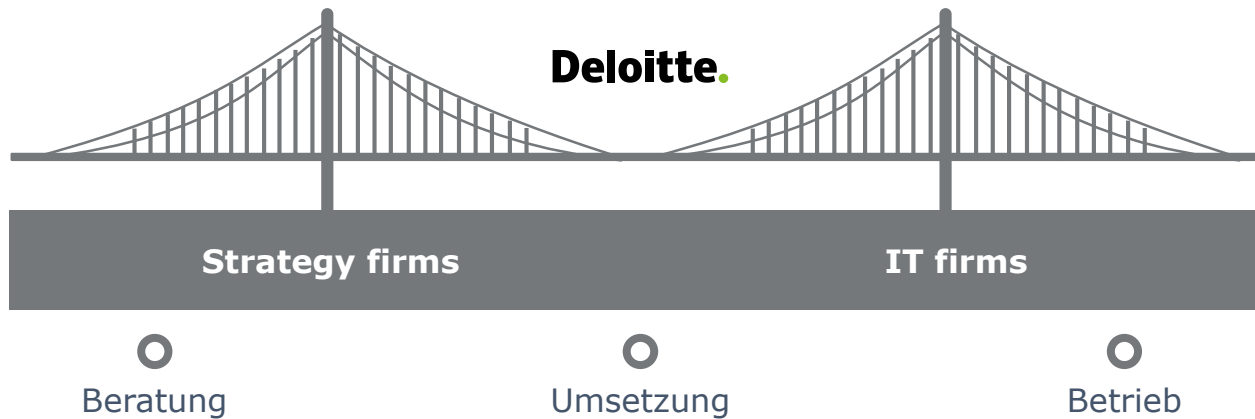 Deloitte.
Strategy firms
IT firms
Beratung
Umsetzung
Betrieb